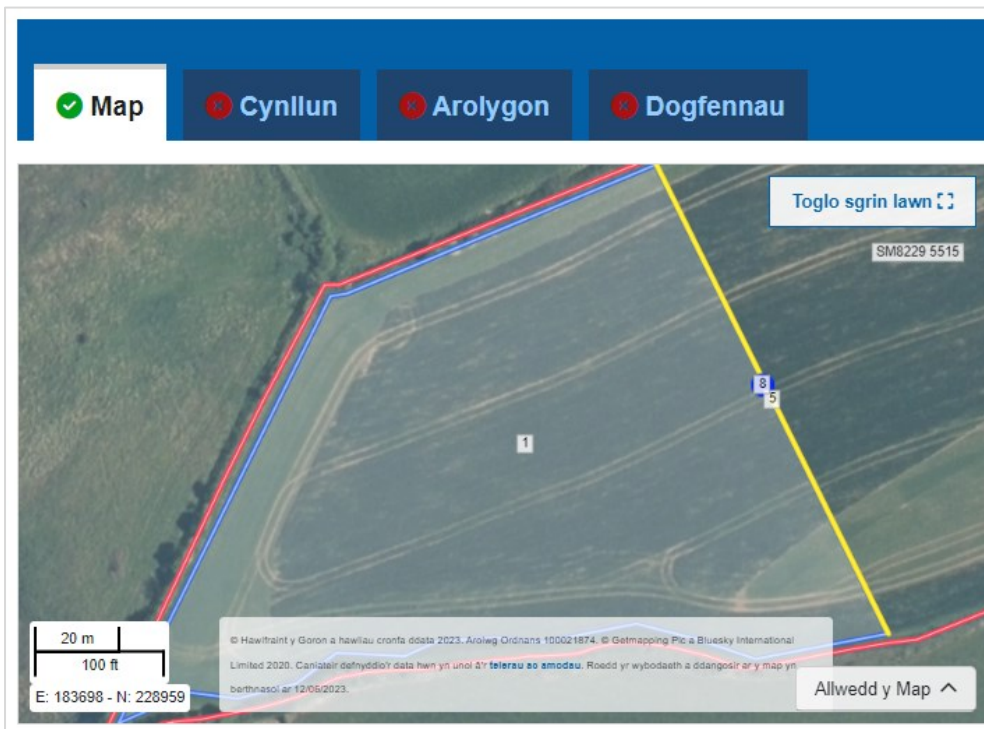 Map
Cynllun
Arolygon
Dogfennau
Toglo sgrin lawn
SM8229 5515
8
5
1
20 m
100 ft
E: 183698 - N: 228959
© Hawlfraint y Goron a hawliau cronfa ddata 2023. Arolwg Ordnans 100021874. © Getmapping Plc a Bluesky International
Limited 2020. Caniateir defnyddio'r data hwn yn unol â'r telerau ac amodau. Roedd yr wybodaeth a ddangosir ar y map yn
berthnasol ar 12/06/2023.
Allwedd y Map